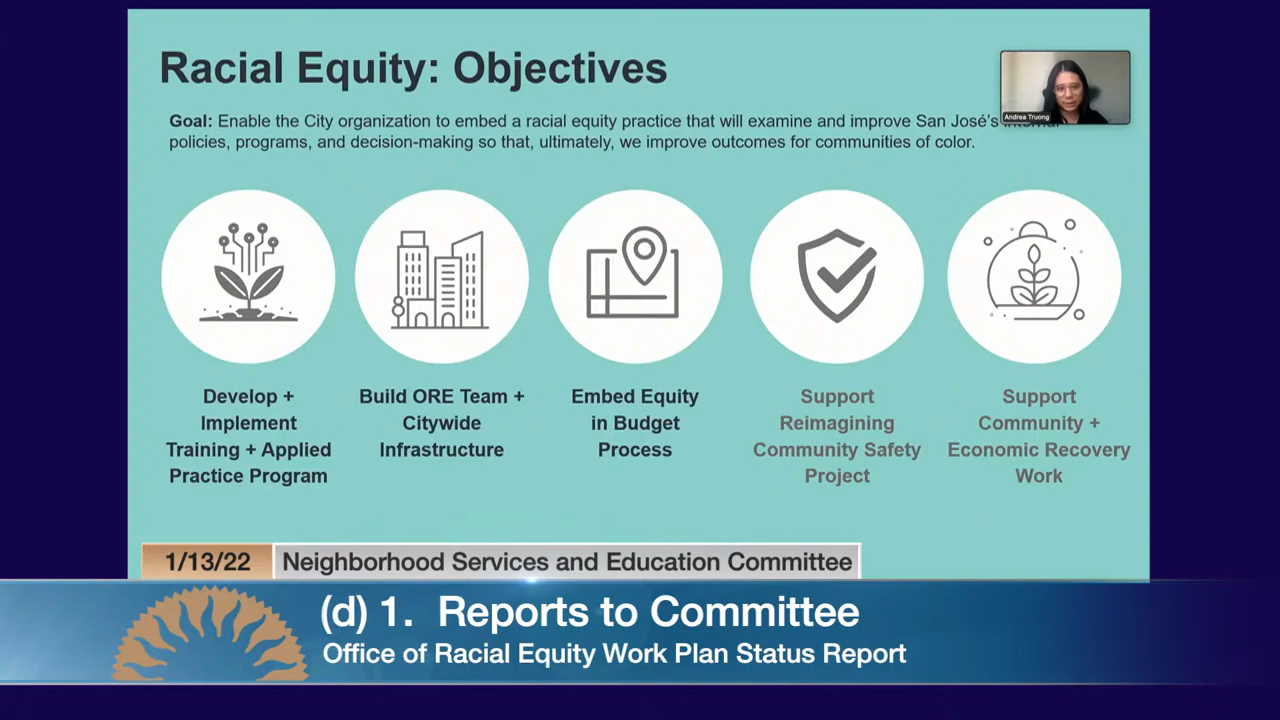 Racial Equity: Objectives
Goal: Enable the City organization to embed a racial equity practice that will examine and improve San José's
policies, programs, and decision-making so that, ultimately, we improve outcomes for communities of color.
Andrea Truong
Develop +
Implement
Training + Applied
Practice Program
Build ORE Team +
Citywide
Infrastructure
Embed Equity
in Budget
Process
Support
Reimagining
Community Safety
Project
Support
Community +
Economic Recovery
Work
1/13/22 Neighborhood Services and Education Committee
(d) 1. Reports to Committee
Office of Racial Equity Work Plan Status Report